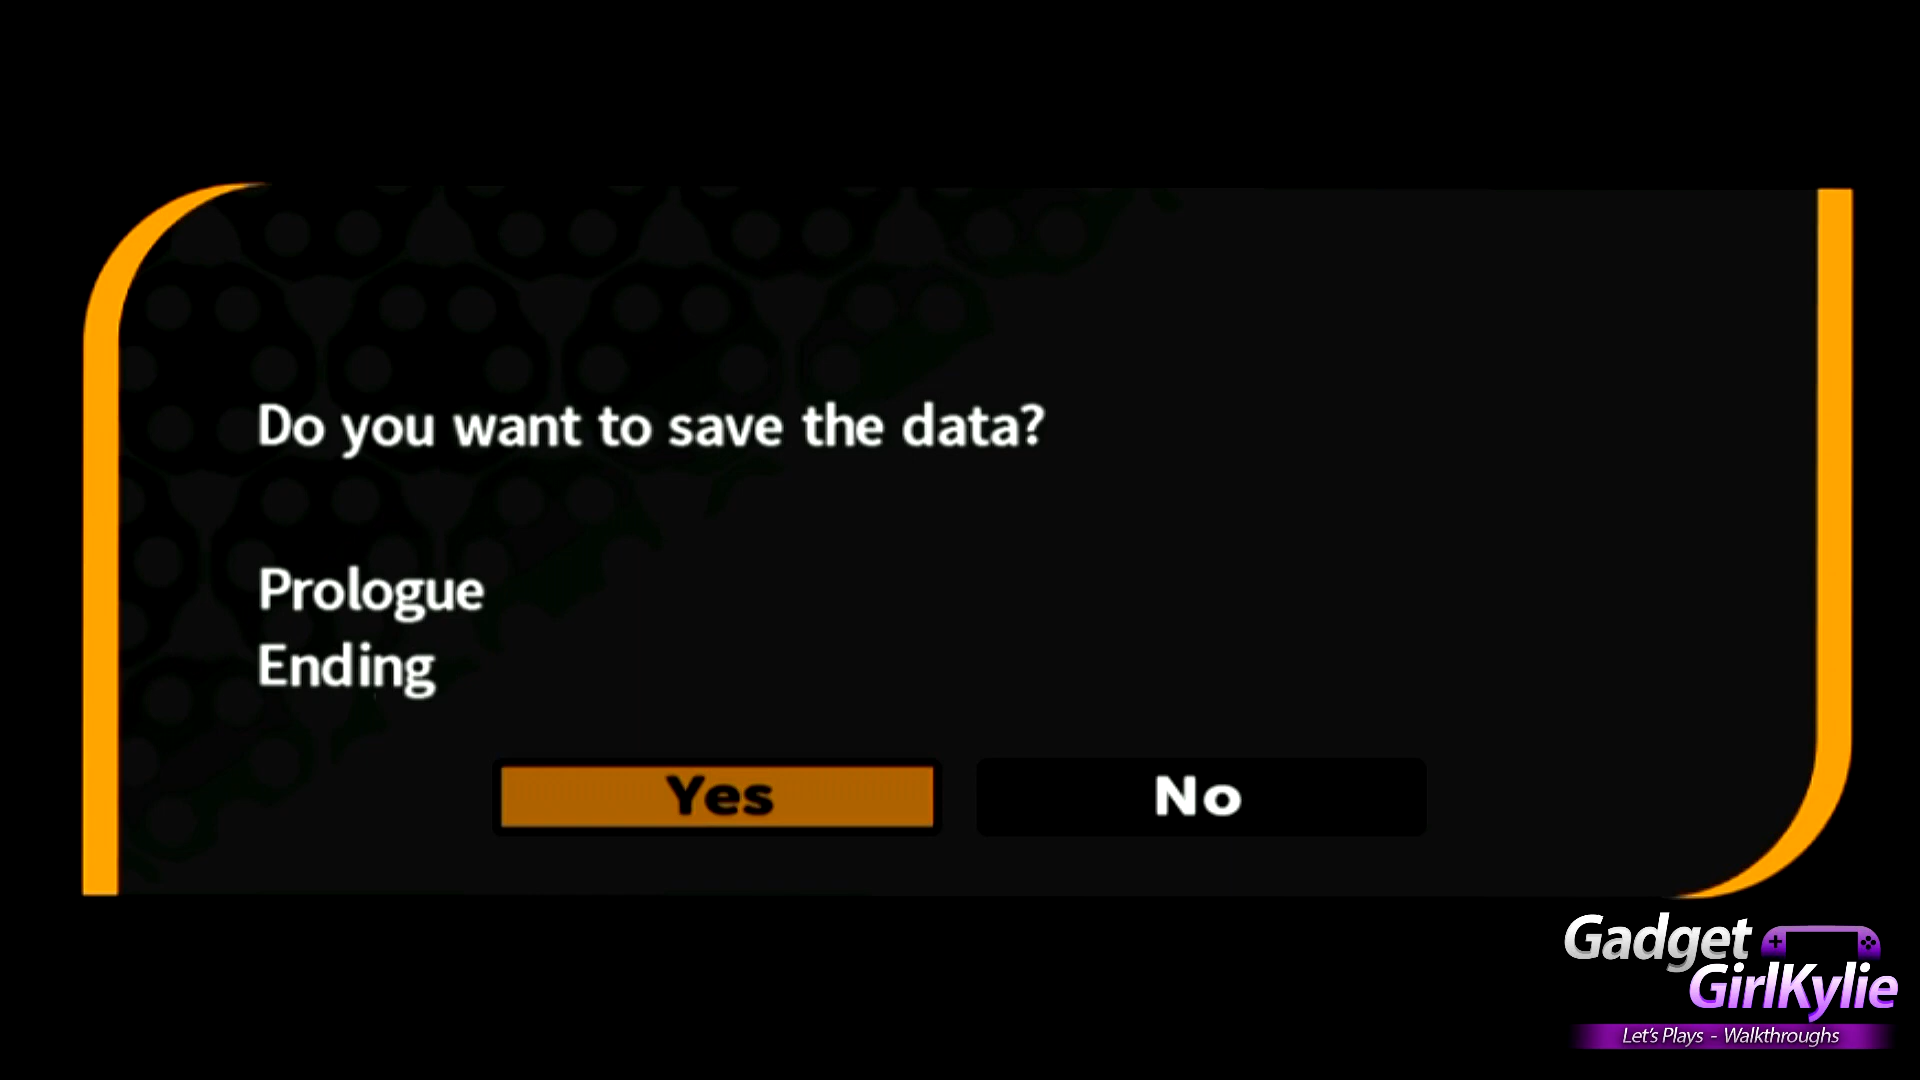 Do you want to save the data?
Prologue
Ending
Yes No
Gadget
GirlKylie
Let's Plays - Walkthroughs